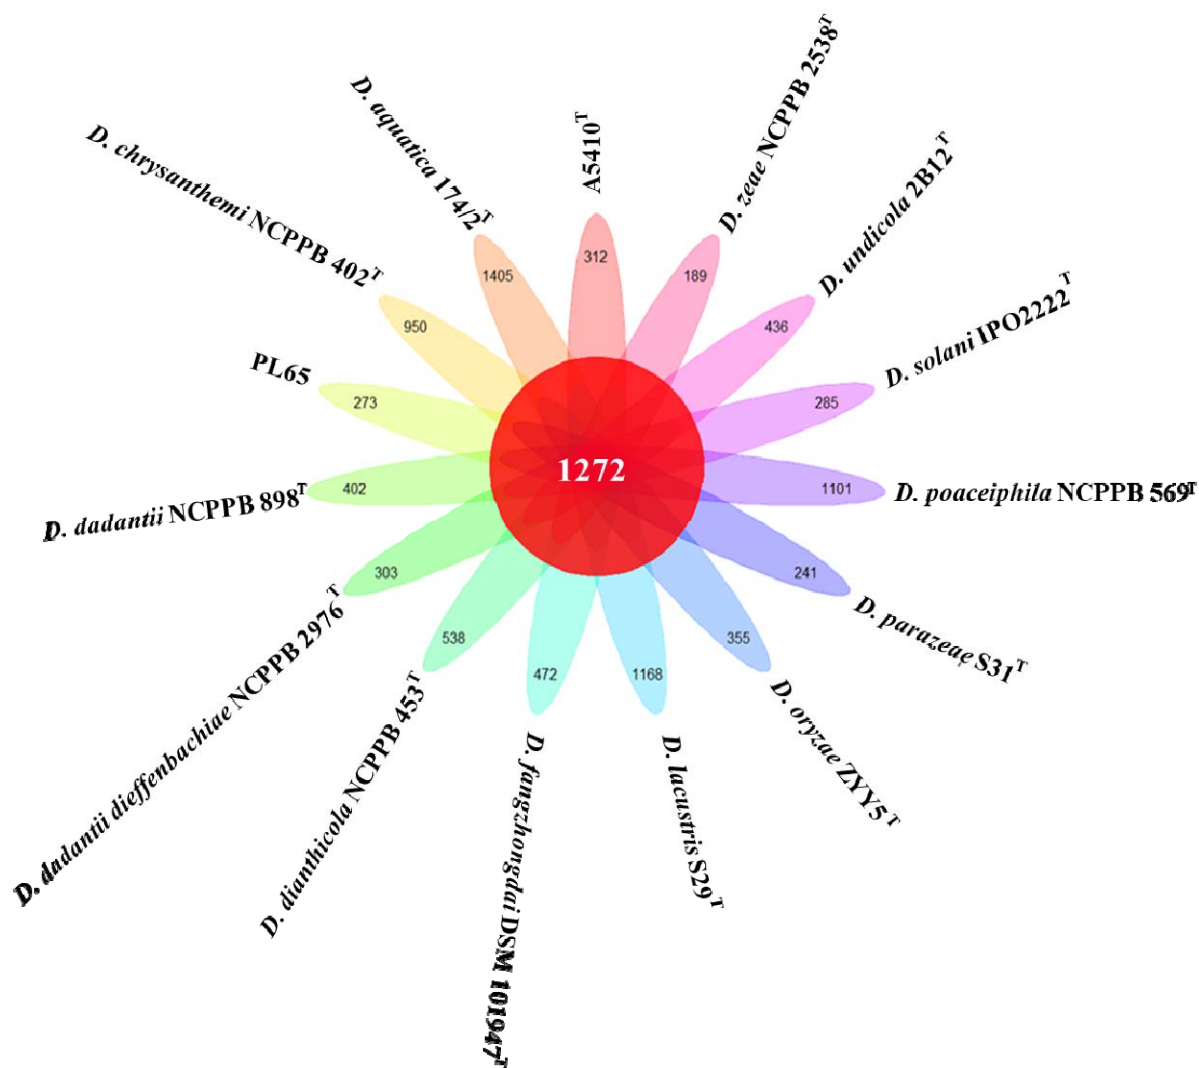 A5410ᵀ
312
D. zeae NCPPB 2538ᵀ
189
D. undicola 2B12ᵀ
436
D. solani IPO2222ᵀ
285
D. poaceiphila NCPPB 569ᵀ
1101
D. parazeae S31ᵀ
241
D. oryzae ZYY5ᵀ
355
D. lacustris S29ᵀ
1168
D. fangzhongdai DSM 101947ᵀ
472
D. dianthicola NCPPB 453ᵀ
538
D. dadantii dieffenbachiae NCPPB 2976ᵀ
303
D. dadantii NCPPB 898ᵀ
402
PL65
273
D. chrysanthemi NCPPB 402ᵀ
950
D. aquatica 174/2ᵀ
1405
1272